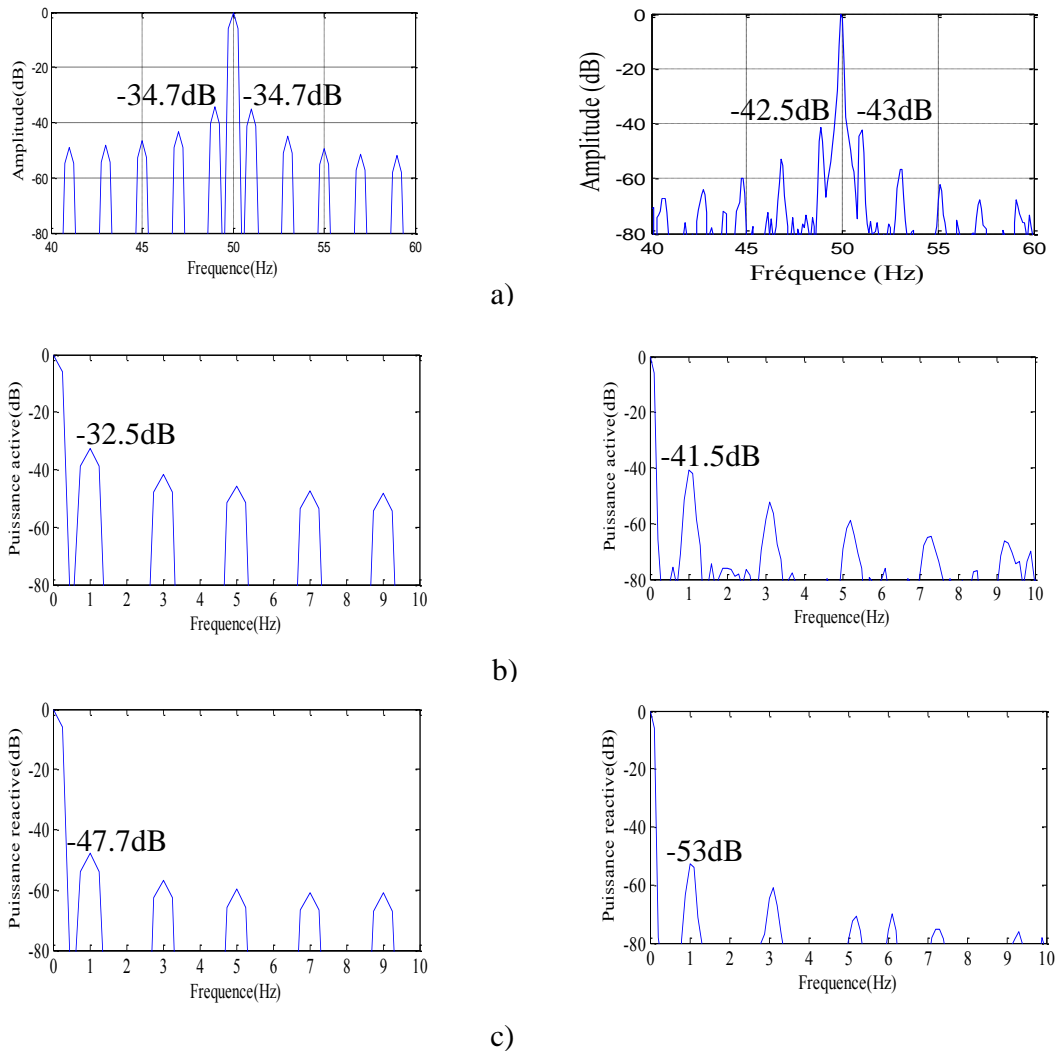 0
-20
-40
-60
-80
Amplitude(dB)
-34.7dB
-34.7dB
40 45 50 55 60
Frequence(Hz)
0
-20
-40
-60
-80
Amplitude (dB)
-42.5dB
-43dB
40 45 50 55 60
Fréquence (Hz)
a)
0
-20
-40
-60
-80
Puissance active(dB)
-32.5dB
0 1 2 3 4 5 6 7 8 9 10
Frequence(Hz)
0
-20
-40
-60
-80
Puissance active(dB)
-41.5dB
0 1 2 3 4 5 6 7 8 9 10
Frequence(Hz)
b)
0
-20
-40
-60
-80
Puissance reactive(dB)
-47.7dB
0 1 2 3 4 5 6 7 8 9 10
Frequence(Hz)
0
-20
-40
-60
-80
Puissance reactive(dB)
-53dB
0 1 2 3 4 5 6 7 8 9 10
Frequence(Hz)
c)